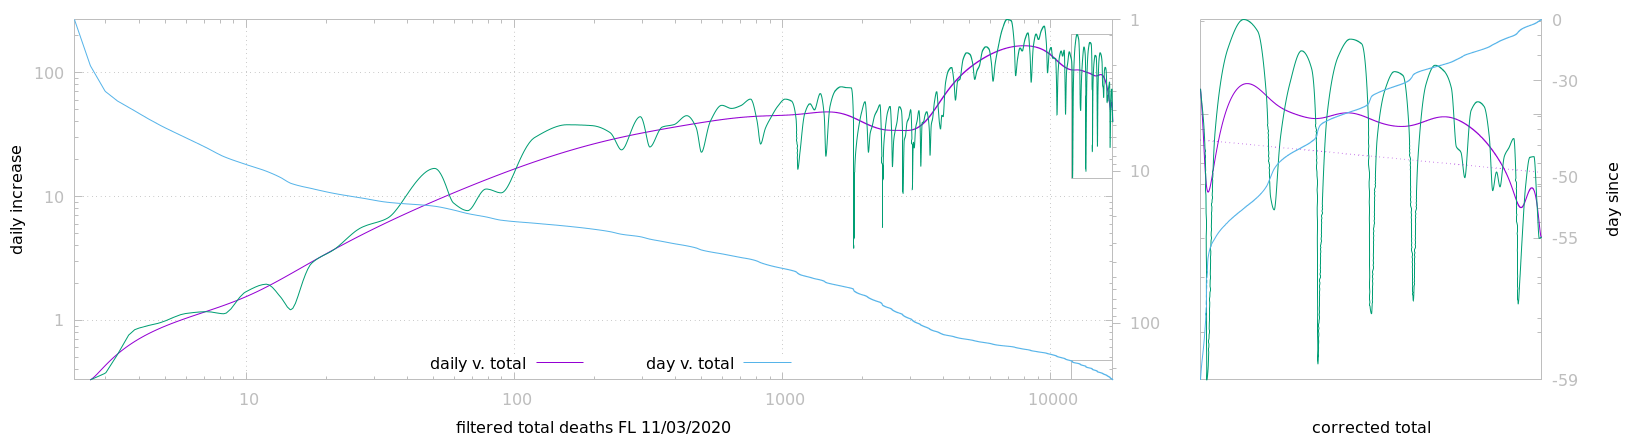 daily increase
100
10
1
10
100
1000
10000
1
10
100
daily v. total
day v. total
filtered total deaths FL 11/03/2020
0
-30
-50
-55
-59
day since
corrected total